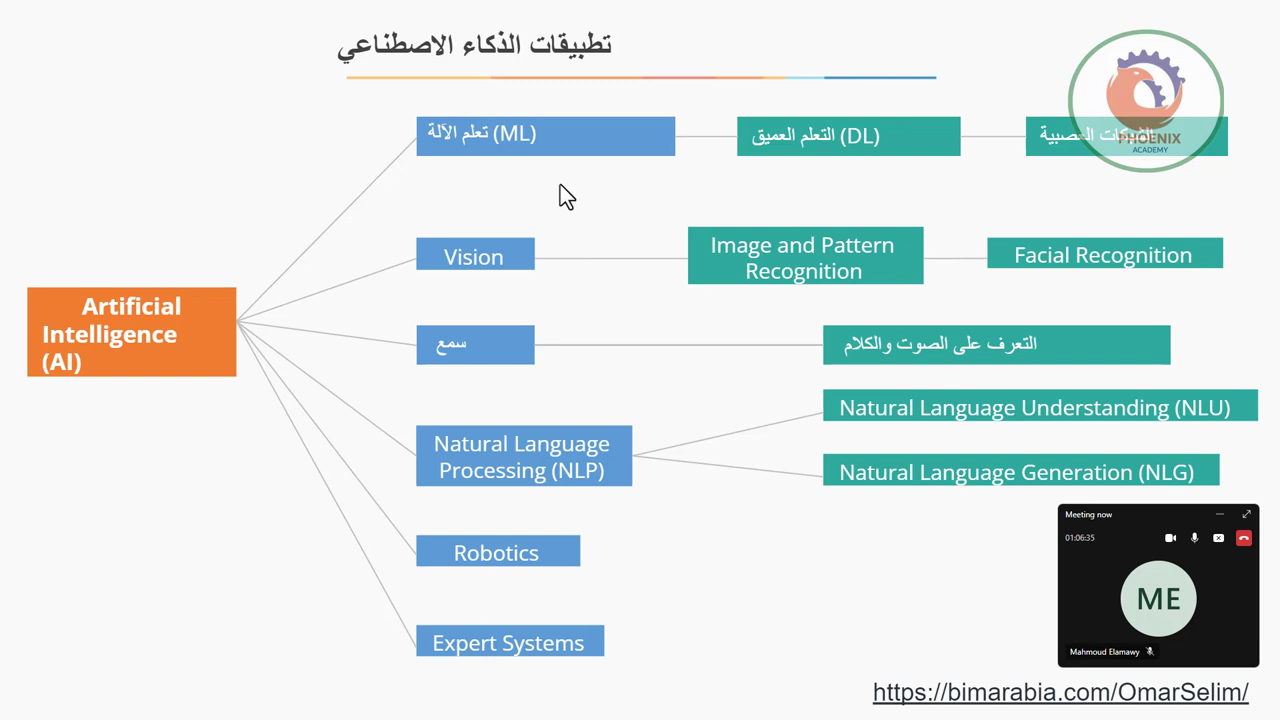 تطبيقات الذكاء الاصطناعي
تعلم الآلة (ML)
التعلم العميق (DL)
الشبكات العصبية
PHOENIX
ACADEMY
Vision
Image and Pattern
Recognition
Facial Recognition
Artificial
Intelligence
(AI)
سمع
التعرف على الصوت والكلام
Natural Language
Processing (NLP)
Natural Language Understanding (NLU)
Natural Language Generation (NLG)
Robotics
Expert Systems
Meeting now
01:06:35
ME
Mahmoud Elamawy
https://bimarabia.com/OmarSelim/